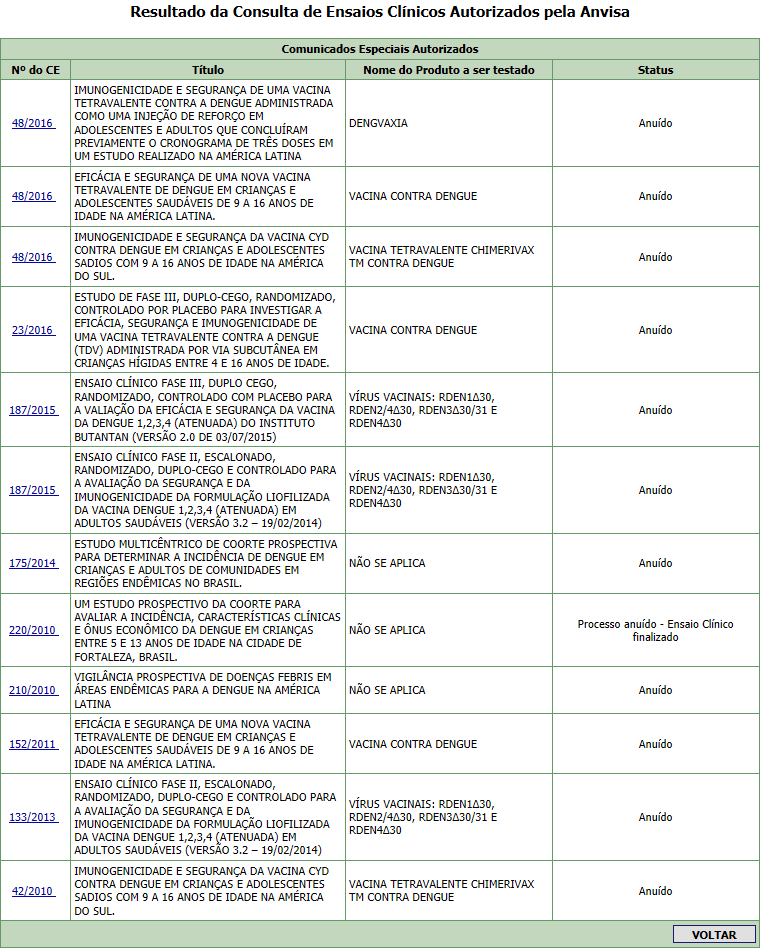 Resultado da Consulta de Ensaios Clínicos Autorizados pela Anvisa
Comunicados Especiais Autorizados
Nº do CE Título Nome do Produto a ser testado Status
48/2016
IMUNOGENICIDADE E SEGURANÇA DE UMA VACINA
TETRAVALENTE CONTRA A DENGUE ADMINISTRADA
COMO UMA INJEÇÃO DE REFORÇO EM
ADOLESCENTES E ADULTOS QUE CONCLUÍRAM
PREVIAMENTE O CRONOGRAMA DE TRÊS DOSES EM
UM ESTUDO REALIZADO NA AMÉRICA LATINA
DENGVAXIA
Anuído
48/2016
EFICÁCIA E SEGURANÇA DE UMA NOVA VACINA
TETRAVALENTE DE DENGUE EM CRIANÇAS E
ADOLESCENTES SAUDÁVEIS DE 9 A 16 ANOS DE
IDADE NA AMÉRICA LATINA.
VACINA CONTRA DENGUE
Anuído
48/2016
IMUNOGENICIDADE E SEGURANÇA DA VACINA CYD
CONTRA DENGUE EM CRIANÇAS E ADOLESCENTES
SADIOS COM 9 A 16 ANOS DE IDADE NA AMÉRICA
DO SUL.
VACINA TETRAVALENTE CHIMERIVAX
TM CONTRA DENGUE
Anuído
23/2016
ESTUDO DE FASE III, DUPLO-CEGO, RANDOMIZADO,
CONTROLADO POR PLACEBO PARA INVESTIGAR A
EFICÁCIA, SEGURANÇA E IMUNOGENICIDADE DE
UMA VACINA TETRAVALENTE CONTRA A DENGUE
(TDV) ADMINISTRADA POR VIA SUBCUTÂNEA EM
CRIANÇAS HÍGIDAS ENTRE 4 E 16 ANOS DE IDADE.
VACINA CONTRA DENGUE
Anuído
187/2015
ENSAIO CLÍNICO FASE III, DUPLO CEGO,
RANDOMIZADO, CONTROLADO COM PLACEBO PARA
A VALIAÇÃO DA EFICÁCIA E SEGURANÇA DA VACINA
DA DENGUE 1,2,3,4 (ATENUADA) DO INSTITUTO
BUTANTAN (VERSÃO 2.0 DE 03/07/2015)
VÍRUS VACINAIS: RDEN1Δ30,
RDEN2/4Δ30, RDEN3Δ30/31 E
RDEN4Δ30
Anuído
187/2015
ENSAIO CLÍNICO FASE II, ESCALONADO,
RANDOMIZADO, DUPLO-CEGO E CONTROLADO PARA
A AVALIAÇÃO DA SEGURANÇA E DA
IMUNOGENICIDADE DA FORMULAÇÃO LIOFILIZADA
DA VACINA DENGUE 1,2,3,4 (ATENUADA) EM
ADULTOS SAUDÁVEIS (VERSÃO 3.2 – 19/02/2014)
VÍRUS VACINAIS: RDEN1Δ30,
RDEN2/4Δ30, RDEN3Δ30/31 E
RDEN4Δ30
Anuído
175/2014
ESTUDO MULTICÊNTRICO DE COORTE PROSPECTIVA
PARA DETERMINAR A INCIDÊNCIA DE DENGUE EM
CRIANÇAS E ADULTOS DE COMUNIDADES EM
REGIÕES ENDÊMICAS NO BRASIL.
NÃO SE APLICA
Anuído
220/2010
UM ESTUDO PROSPECTIVO DA COORTE PARA
AVALIAR A INCIDÊNCIA, CARACTERÍSTICAS CLÍNICAS
E ÔNUS ECONÔMICO DA DENGUE EM CRIANÇAS
ENTRE 5 E 13 ANOS DE IDADE NA CIDADE DE
FORTALEZA, BRASIL.
NÃO SE APLICA
Processo anuído - Ensaio Clínico
finalizado
210/2010
VIGILÂNCIA PROSPECTIVA DE DOENÇAS FEBRIS EM
ÁREAS ENDÊMICAS PARA A DENGUE NA AMÉRICA
LATINA
NÃO SE APLICA
Anuído
152/2011
EFICÁCIA E SEGURANÇA DE UMA NOVA VACINA
TETRAVALENTE DE DENGUE EM CRIANÇAS E
ADOLESCENTES SAUDÁVEIS DE 9 A 16 ANOS DE
IDADE NA AMÉRICA LATINA.
VACINA CONTRA DENGUE
Anuído
133/2013
ENSAIO CLÍNICO FASE II, ESCALONADO,
RANDOMIZADO, DUPLO-CEGO E CONTROLADO PARA
A AVALIAÇÃO DA SEGURANÇA E DA
IMUNOGENICIDADE DA FORMULAÇÃO LIOFILIZADA
DA VACINA DENGUE 1,2,3,4 (ATENUADA) EM
ADULTOS SAUDÁVEIS (VERSÃO 3.2 – 19/02/2014)
VÍRUS VACINAIS: RDEN1Δ30,
RDEN2/4Δ30, RDEN3Δ30/31 E
RDEN4Δ30
Anuído
42/2010
IMUNOGENICIDADE E SEGURANÇA DA VACINA CYD
CONTRA DENGUE EM CRIANÇAS E ADOLESCENTES
SADIOS COM 9 A 16 ANOS DE IDADE NA AMÉRICA
DO SUL.
VACINA TETRAVALENTE CHIMERIVAX
TM CONTRA DENGUE
Anuído
VOLTAR